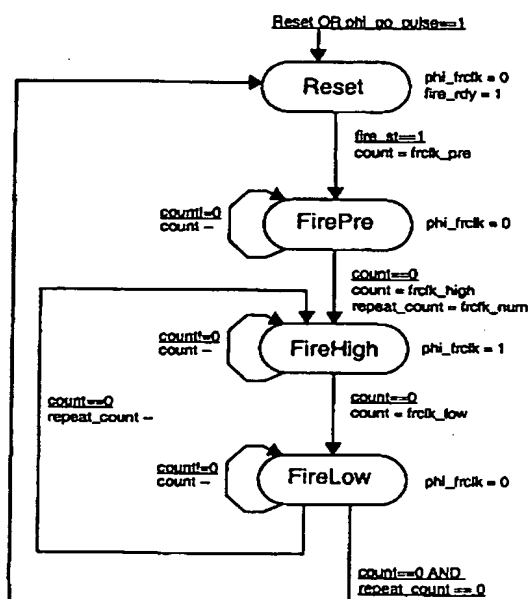 Reset OR phi_go_pulse==1
Reset
phi_frclk = 0
fire_rdy = 1
fire_st==1
count = frclk_pre
count!=0
count –
FirePre
phi_frclk = 0
count==0
count = frclk_high
repeat_count = frclk_num
count!=0
count –
FireHigh
phi_frclk = 1
count==0
repeat_count –
count==0
count = frclk_low
count!=0
count –
FireLow
phi_frclk = 0
count==0 AND
repeat_count == 0